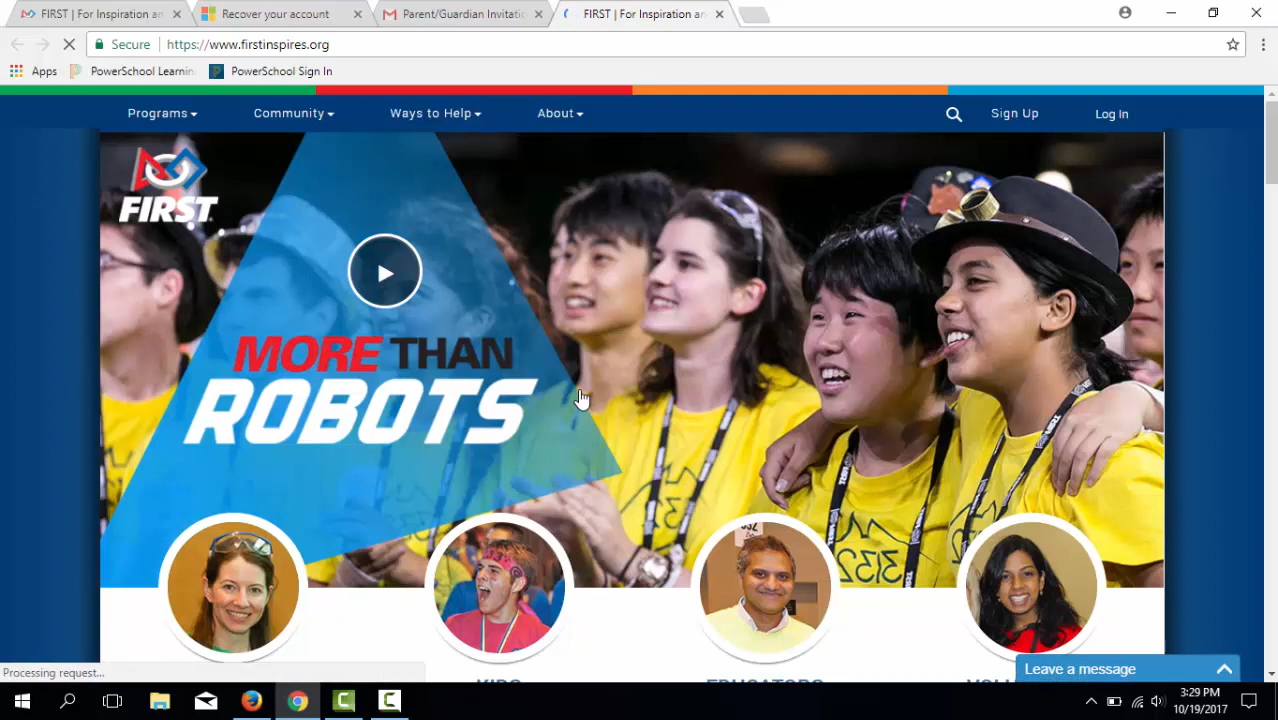 FIRST | For Inspiration an
Recover your account
Parent/Guardian Invitatio
FIRST | For Inspiration an
Secure
https://www.firstinspires.org
Apps
PowerSchool Learnin
PowerSchool Sign In
Programs
Community
Ways to Help
About
Sign Up
Log In
FIRST
MORE THAN
ROBOTS
3132
Processing request...
Leave a message
3:29 PM
10/19/2017